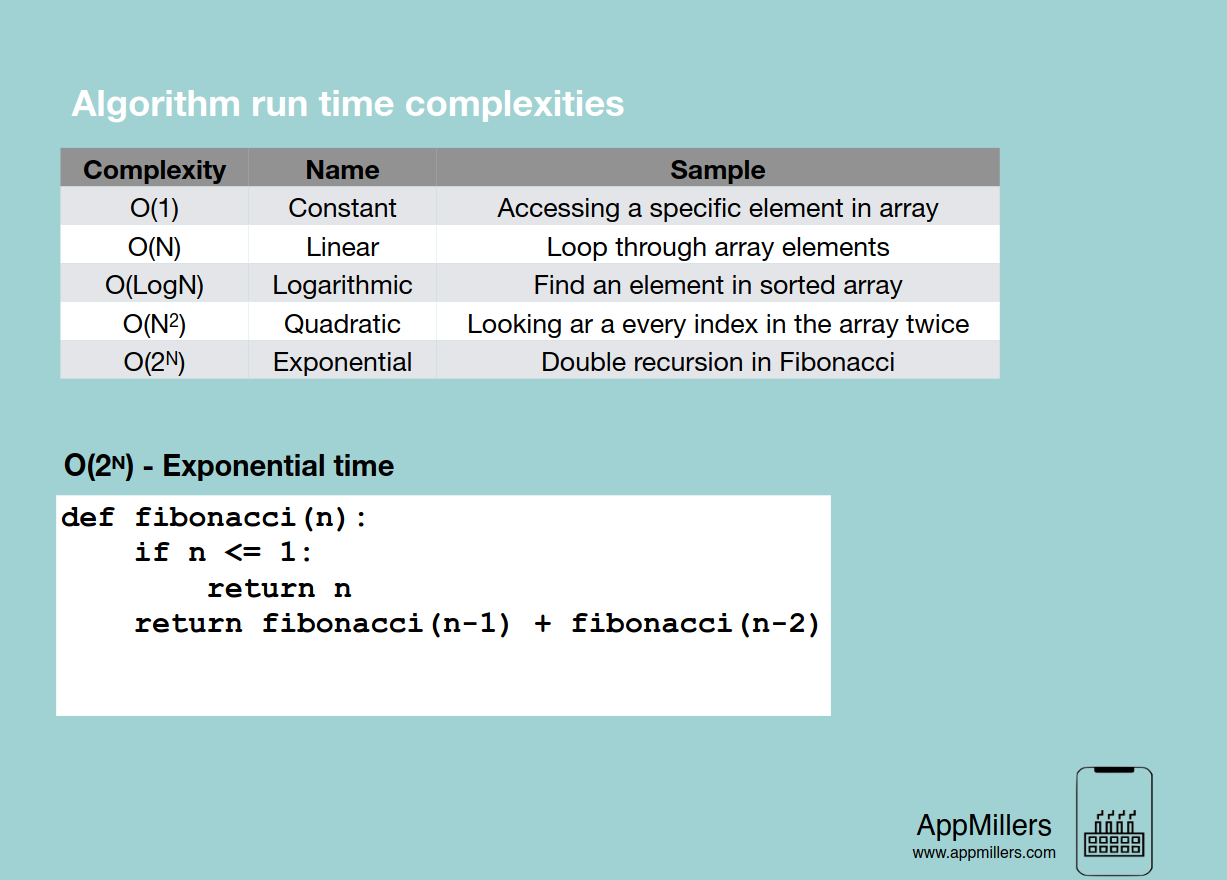 Algorithm run time complexities
Complexity Name Sample
O(1) Constant Accessing a specific element in array
O(N) Linear Loop through array elements
O(LogN) Logarithmic Find an element in sorted array
O(N²) Quadratic Looking ar a every index in the array twice
O(2ᴺ) Exponential Double recursion in Fibonacci
O(2ᴺ) - Exponential time
def fibonacci(n):
    if n <= 1:
        return n
    return fibonacci(n-1) + fibonacci(n-2)
AppMillers
www.appmillers.com